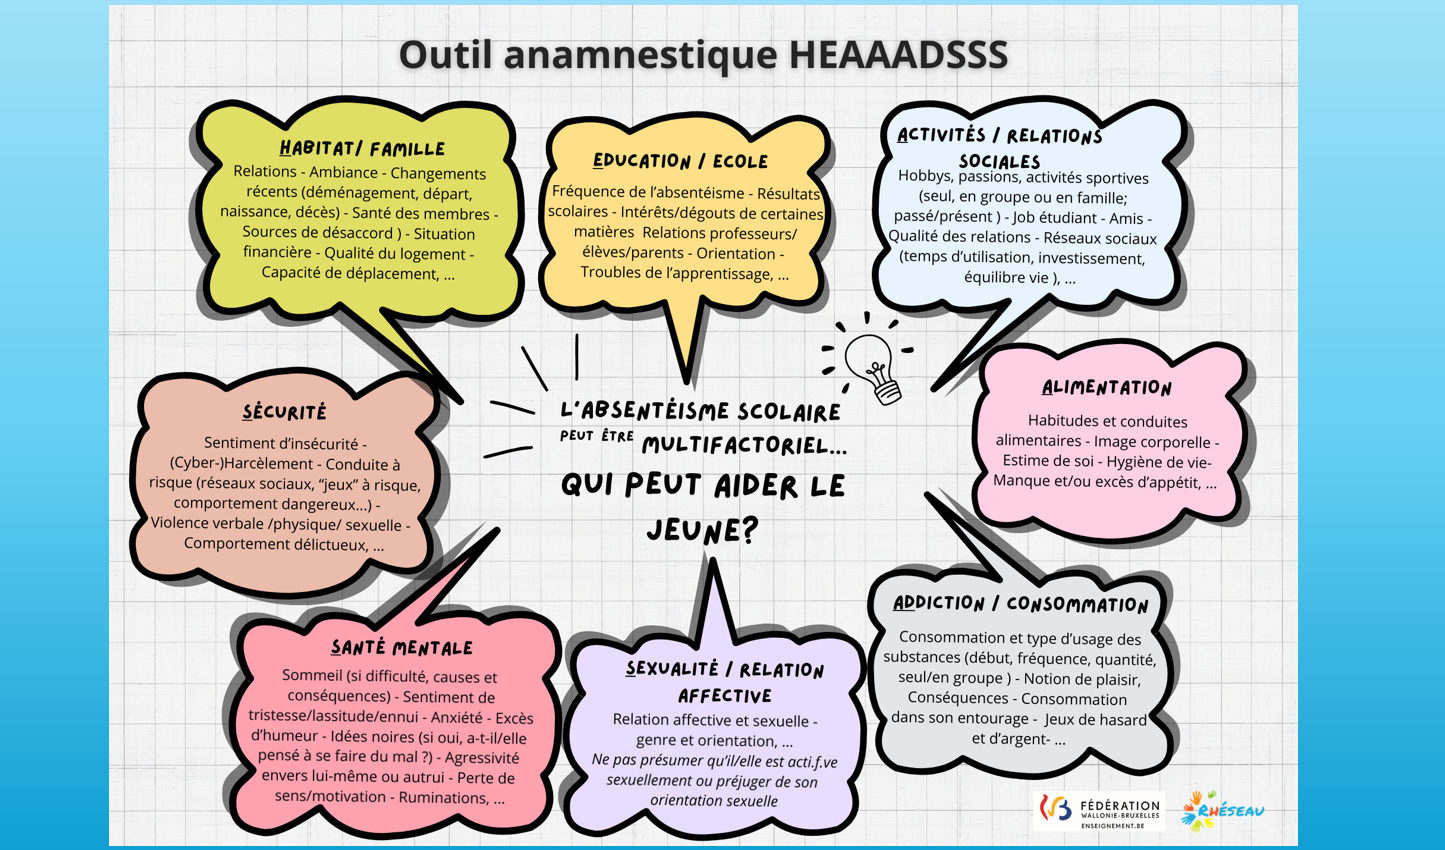 Outil anamnestique HEAAADSSS
HABITAT/ FAMILLE
Relations - Ambiance - Changements
récents (déménagement, départ,
naissance, décès) - Santé des membres -
Sources de désaccord ) - Situation
financière - Qualité du logement -
Capacité de déplacement, ...
EDUCATION / ECOLE
Fréquence de l’absentéisme - Résultats
scolaires - Intérêts/dégouts de certaines
matières  Relations professeurs/
élèves/parents - Orientation -
Troubles de l’apprentissage, ...
ACTIVITÉS / RELATIONS
SOCIALES
Hobbys, passions, activités sportives
(seul, en groupe ou en famille;
passé/présent ) - Job étudiant - Amis -
Qualité des relations - Réseaux sociaux
(temps d’utilisation, investissement,
équilibre vie ), ...
SÉCURITÉ
Sentiment d’insécurité -
(Cyber-)Harcèlement - Conduite à
risque (réseaux sociaux, “jeux” à risque,
comportement dangereux...) -
Violence verbale /physique/ sexuelle -
Comportement délictueux, ...
L'ABSENTÉISME SCOLAIRE
PEUT ÊTRE MULTIFACTORIEL...
QUI PEUT AIDER LE
JEUNE?
ALIMENTATION
Habitudes et conduites
alimentaires - Image corporelle -
Estime de soi - Hygiène de vie-
Manque et/ou excès d’appétit, ...
SANTÉ MENTALE
Sommeil (si difficulté, causes et
conséquences) - Sentiment de
tristesse/lassitude/ennui - Anxiété - Excès
d’humeur - Idées noires (si oui, a-t-il/elle
pensé à se faire du mal ?) - Agressivité
envers lui-même ou autrui - Perte de
sens/motivation - Ruminations, ...
SEXUALITÉ / RELATION
AFFECTIVE
Relation affective et sexuelle -
genre et orientation, ...
Ne pas présumer qu’il/elle est acti.f.ve
sexuellement ou préjuger de son
orientation sexuelle
ADDICTION / CONSOMMATION
Consommation et type d’usage des
substances (début, fréquence, quantité,
seul/en groupe ) - Notion de plaisir,
Conséquences - Consommation
dans son entourage -  Jeux de hasard
et d’argent- ...
FÉDÉRATION
WALLONIE-BRUXELLES
ENSEIGNEMENT.BE
RHÉSEAU